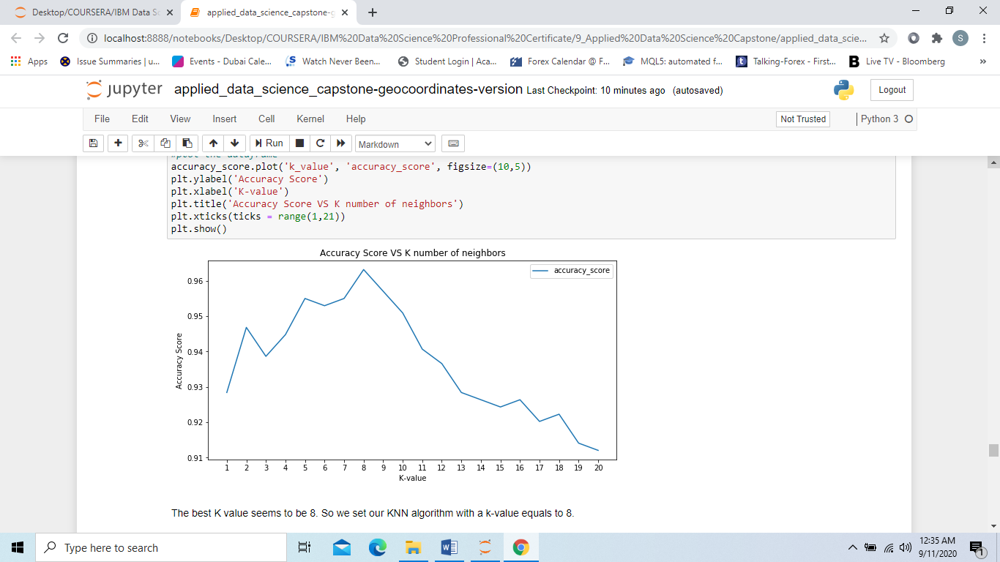 Desktop/COURSERA/IBM Data Sc
applied_data_science_capstone-g
localhost:8888/notebooks/Desktop/COURSERA/IBM%20Data%20Science%20Professional%20Certificate/9_Applied%20Data%20Science%20Capstone/applied_data_scie...
S
Apps
Issue Summaries | u...
Events - Dubai Cale...
Watch Never Been...
Student Login | Aca...
Forex Calendar @ F...
MQL5: automated f...
Talking-Forex - First...
Live TV - Bloomberg
»
jupyter applied_data_science_capstone-geocoordinates-version Last Checkpoint: 10 minutes ago (autosaved)
Logout
File Edit View Insert Cell Kernel Help
Not Trusted
Python 3
Run
Markdown
#plot the dataframe
accuracy_score.plot('k_value', 'accuracy_score', figsize=(10,5))
plt.ylabel('Accuracy Score')
plt.xlabel('K-value')
plt.title('Accuracy Score VS K number of neighbors')
plt.xticks(ticks = range(1,21))
plt.show()
Accuracy Score VS K number of neighbors
accuracy_score
0.96
0.95
0.94
0.93
0.92
0.91
Accuracy Score
1 2 3 4 5 6 7 8 9 10 11 12 13 14 15 16 17 18 19 20
K-value
The best K value seems to be 8. So we set our KNN algorithm with a k-value equals to 8.
Type here to search
12:35 AM
9/11/2020
1